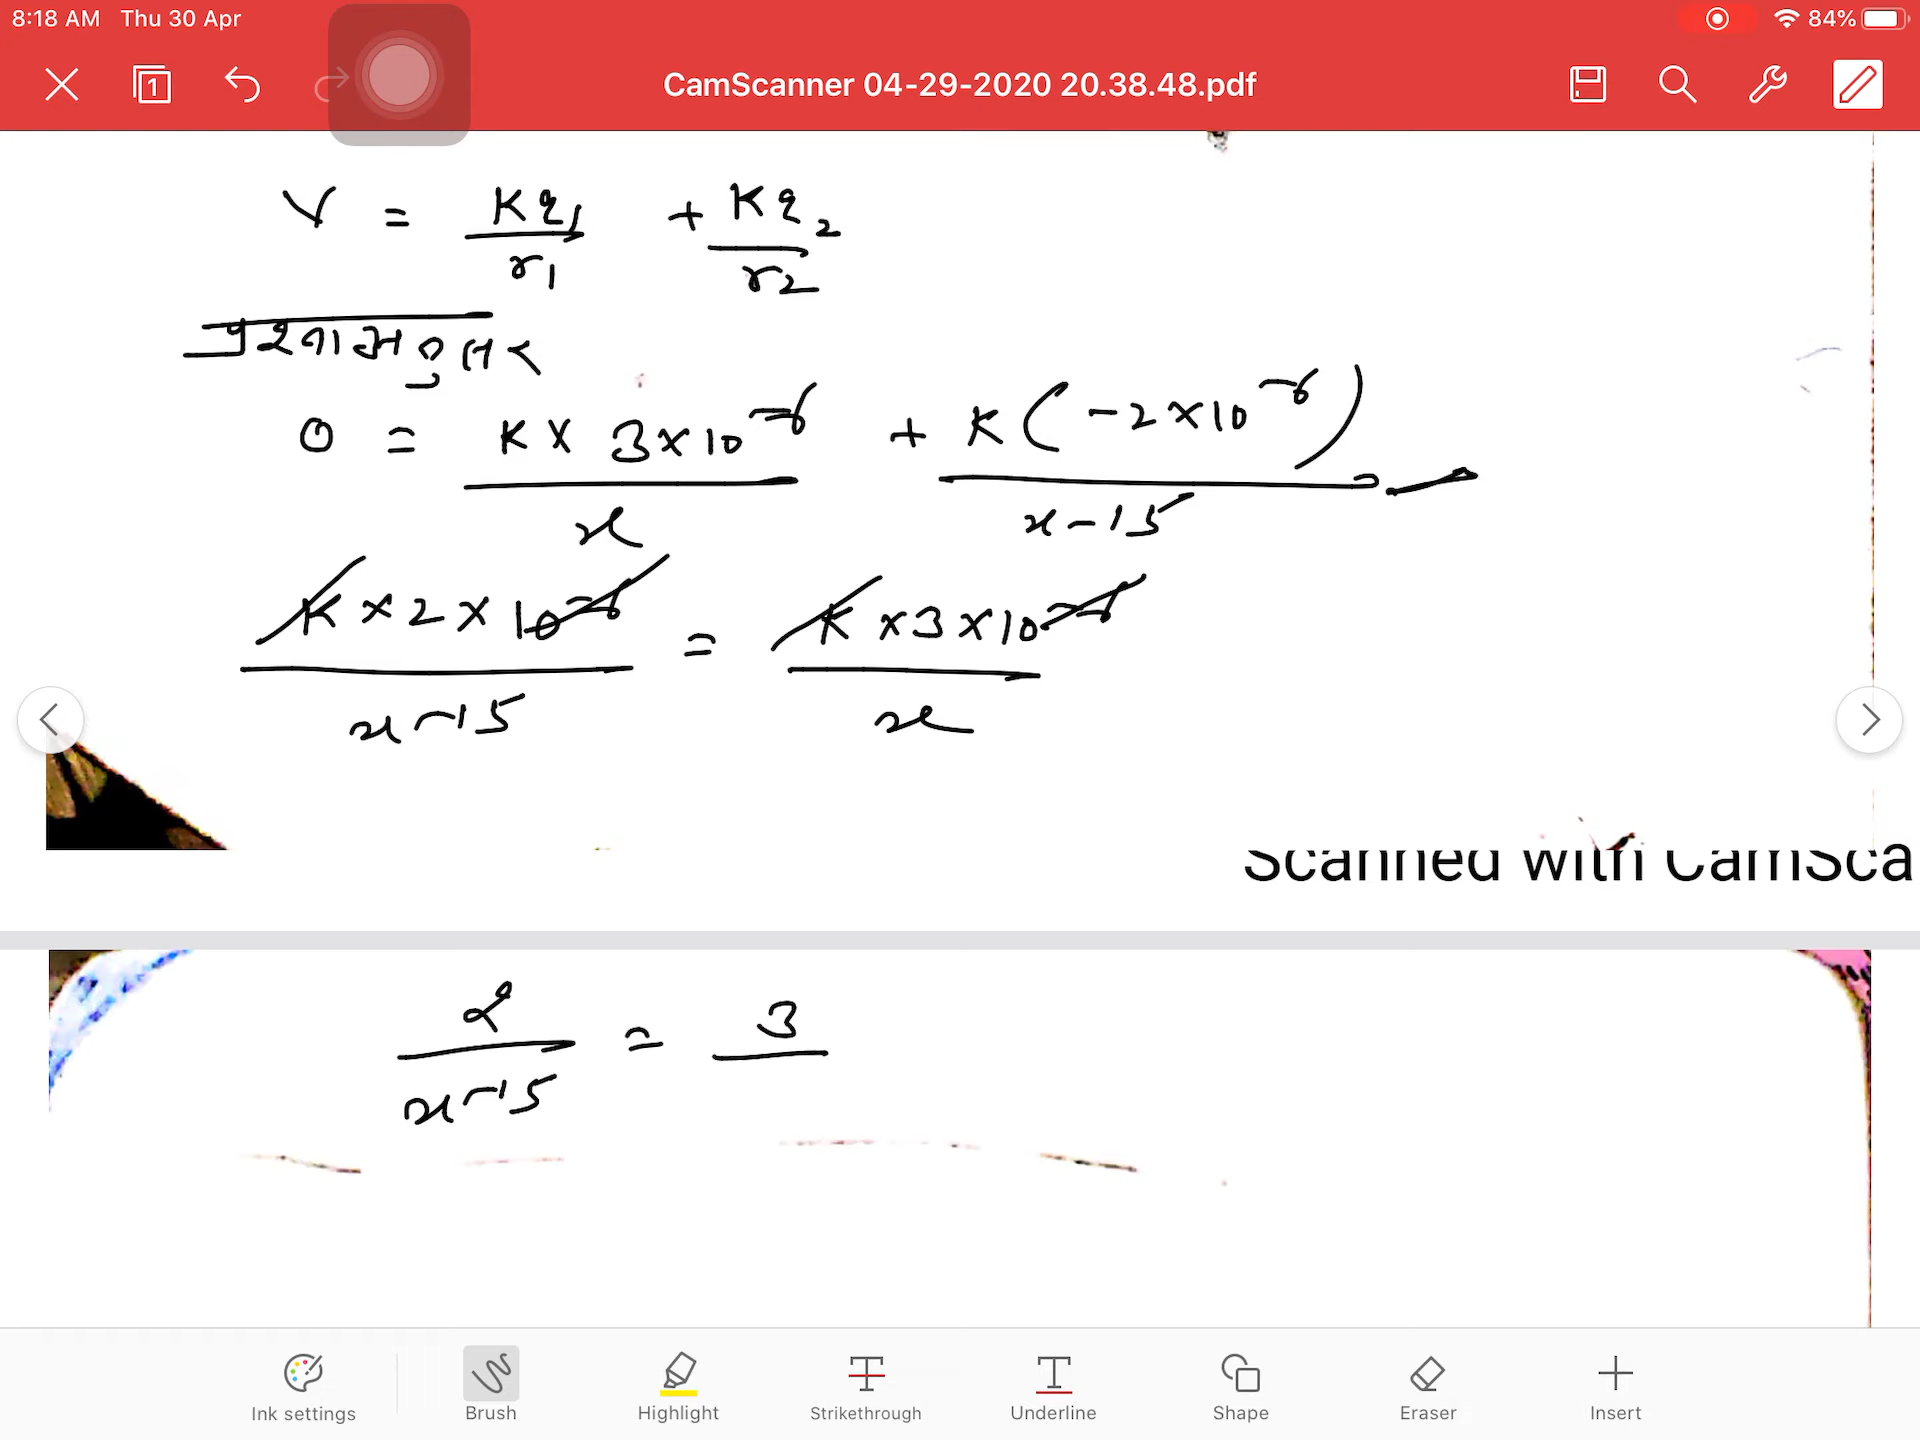 8:18 AM Thu 30 Apr 84%
1 CamScanner 04-29-2020 20.38.48.pdf
V = Kq₁/r₁ + Kq₂/r₂
प्रश्नानुसार
0 = K × 3×10⁻⁶/x + K(-2×10⁻⁶)/x-15
K × 2 × 10⁻⁶/x-15 = K × 3 × 10⁻⁶/x
Scanned with CamSca
2/x-15 = 3
Ink settings Brush Highlight Strikethrough Underline Shape Eraser Insert